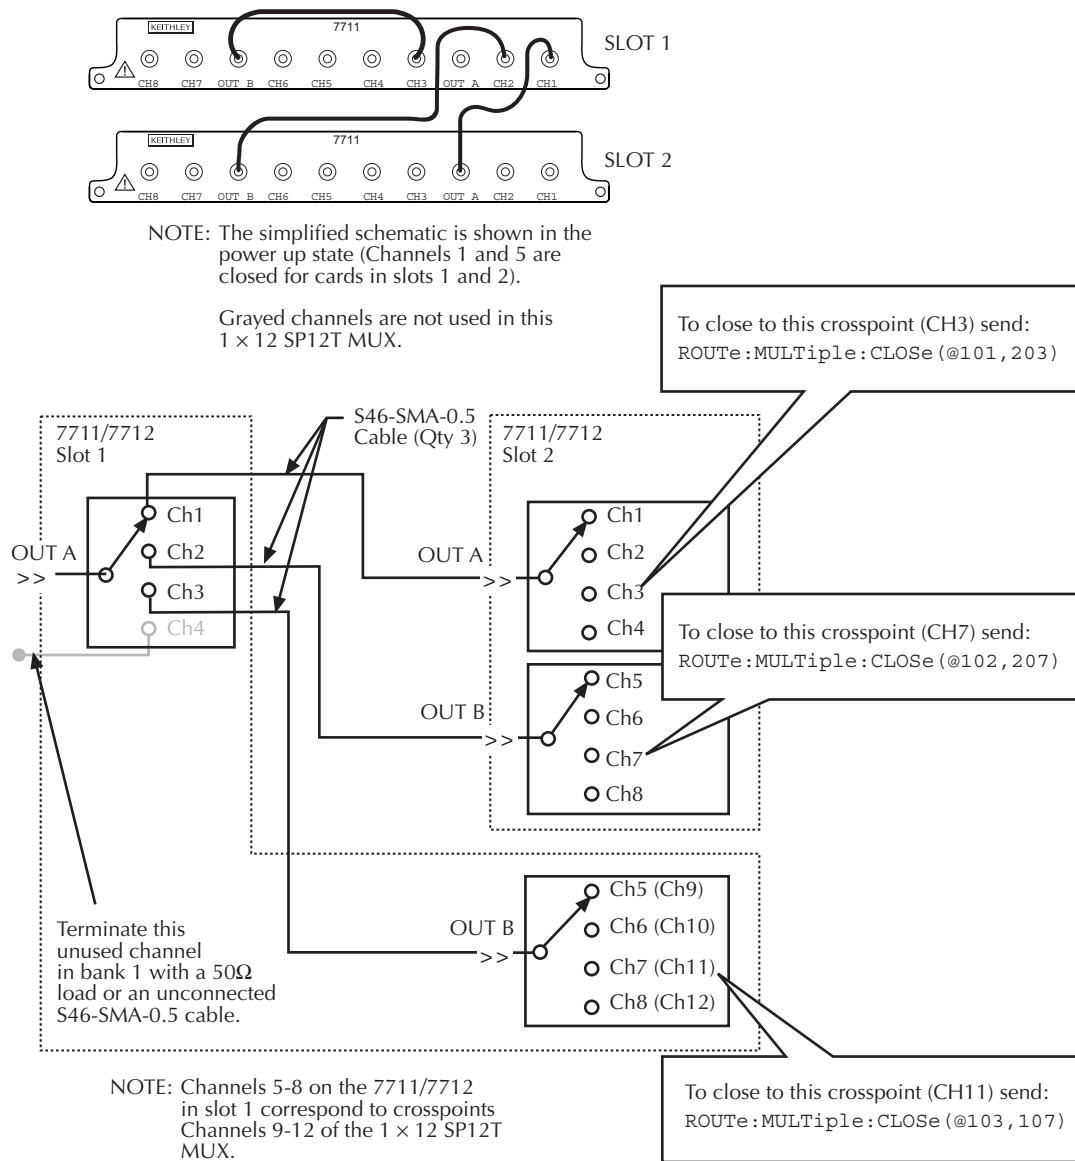 KEITHLEY
7711
SLOT 1
CH8 CH7 OUT B CH6 CH5 CH4 CH3 OUT A CH2 CH1
KEITHLEY
7711
SLOT 2
CH8 CH7 OUT B CH6 CH5 CH4 CH3 OUT A CH2 CH1
NOTE: The simplified schematic is shown in the
power up state (Channels 1 and 5 are
closed for cards in slots 1 and 2).
Grayed channels are not used in this
1 × 12 SP12T MUX.
To close to this crosspoint (CH3) send:
ROUTe:MULTiple:CLOSe(@101,203)
S46-SMA-0.5
Cable (Qty 3)
7711/7712
Slot 1
OUT A
>>
Ch1
Ch2
Ch3
Ch4
7711/7712
Slot 2
OUT A
>>
Ch1
Ch2
Ch3
Ch4
To close to this crosspoint (CH7) send:
ROUTe:MULTiple:CLOSe(@102,207)
OUT B
>>
Ch5
Ch6
Ch7
Ch8
OUT B
>>
Ch5 (Ch9)
Ch6 (Ch10)
Ch7 (Ch11)
Ch8 (Ch12)
Terminate this
unused channel
in bank 1 with a 50Ω
load or an unconnected
S46-SMA-0.5 cable.
To close to this crosspoint (CH11) send:
ROUTe:MULTiple:CLOSe(@103,107)
NOTE: Channels 5-8 on the 7711/7712
in slot 1 correspond to crosspoints
Channels 9-12 of the 1 × 12 SP12T
MUX.